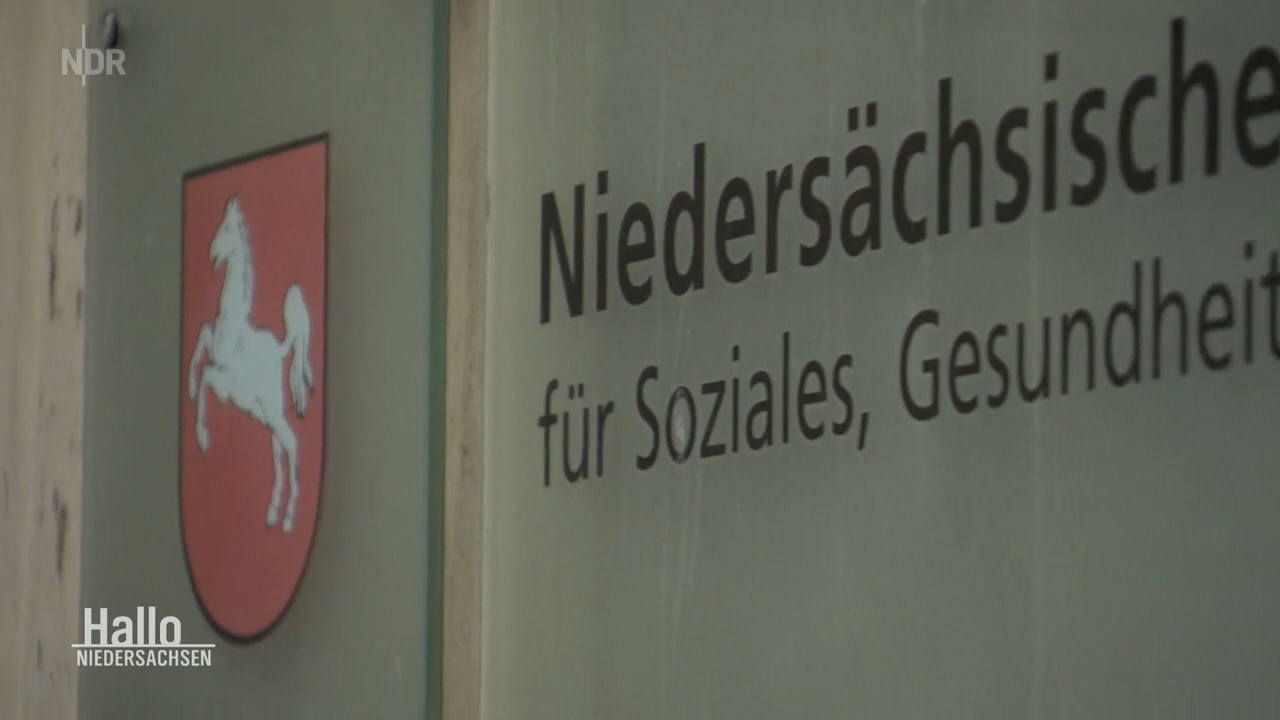 NDR
Niedersächsische
für Soziales, Gesundheit
Hallo
NIEDERSACHSEN